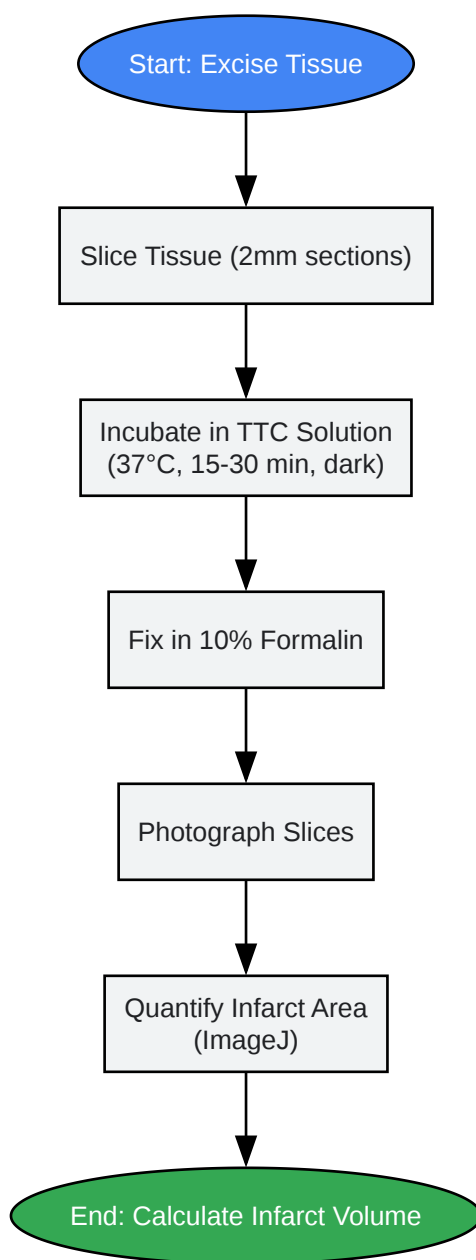 Start: Excise Tissue
Slice Tissue (2mm sections)
Incubate in TTC Solution
(37°C, 15-30 min, dark)
Fix in 10% Formalin
Photograph Slices
Quantify Infarct Area
(ImageJ)
End: Calculate Infarct Volume